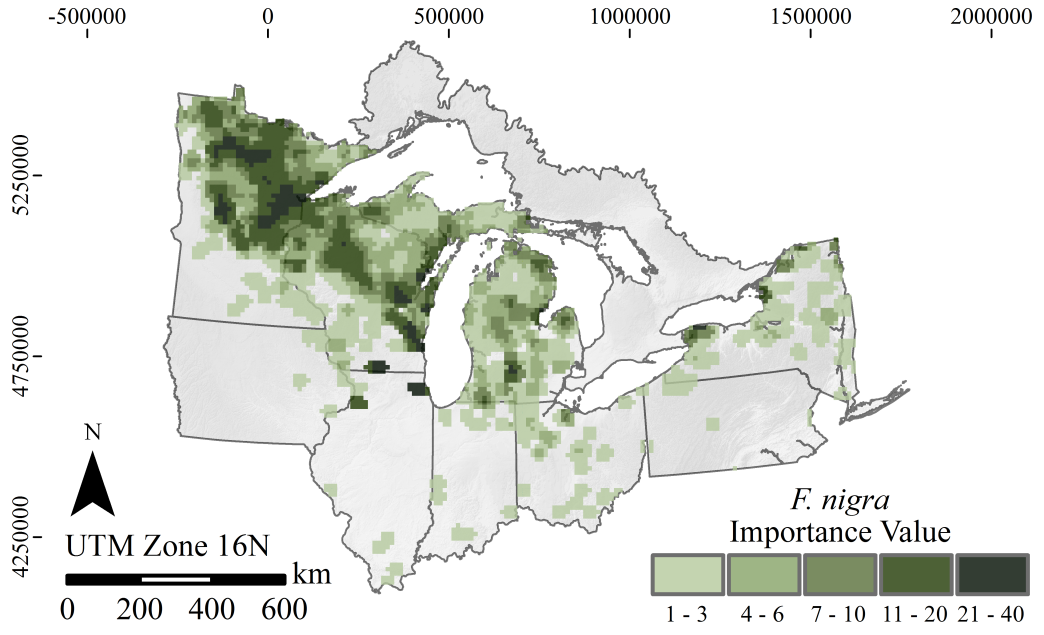 -500000 0 500000 1000000 1500000 2000000
5250000
4750000
4250000
N
UTM Zone 16N
km
0 200 400 600
F. nigra
Importance Value
1 - 3 4 - 6 7 - 10 11 - 20 21 - 40